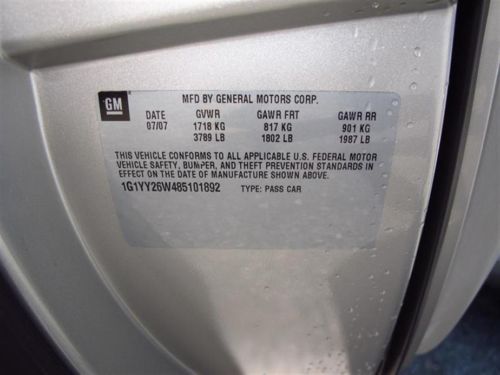 GM
MFD BY GENERAL MOTORS CORP.
DATE GVWR GAWR FRT GAWR RR
07/07 1718 KG 817 KG 901 KG
3789 LB 1802 LB 1987 LB
THIS VEHICLE CONFORMS TO ALL APPLICABLE U.S. FEDERAL MOTOR
VEHICLE SAFETY, BUMPER, AND THEFT PREVENTION STANDARDS IN
EFFECT ON THE DATE OF MANUFACTURE SHOWN ABOVE.
1G1YY26W485101892 TYPE: PASS CAR